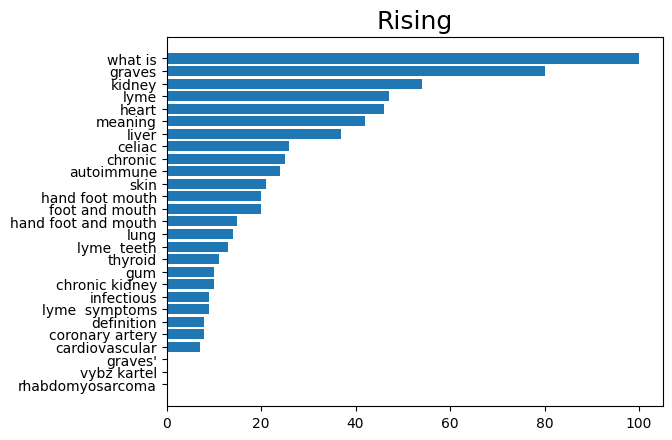 Rising
what is
graves
kidney
lyme
heart
meaning
liver
celiac
chronic
autoimmune
skin
hand foot mouth
foot and mouth
hand foot and mouth
lung
lyme  teeth
thyroid
gum
chronic kidney
infectious
lyme  symptoms
definition
coronary artery
cardiovascular
graves'
vybz kartel
rhabdomyosarcoma
0 20 40 60 80 100